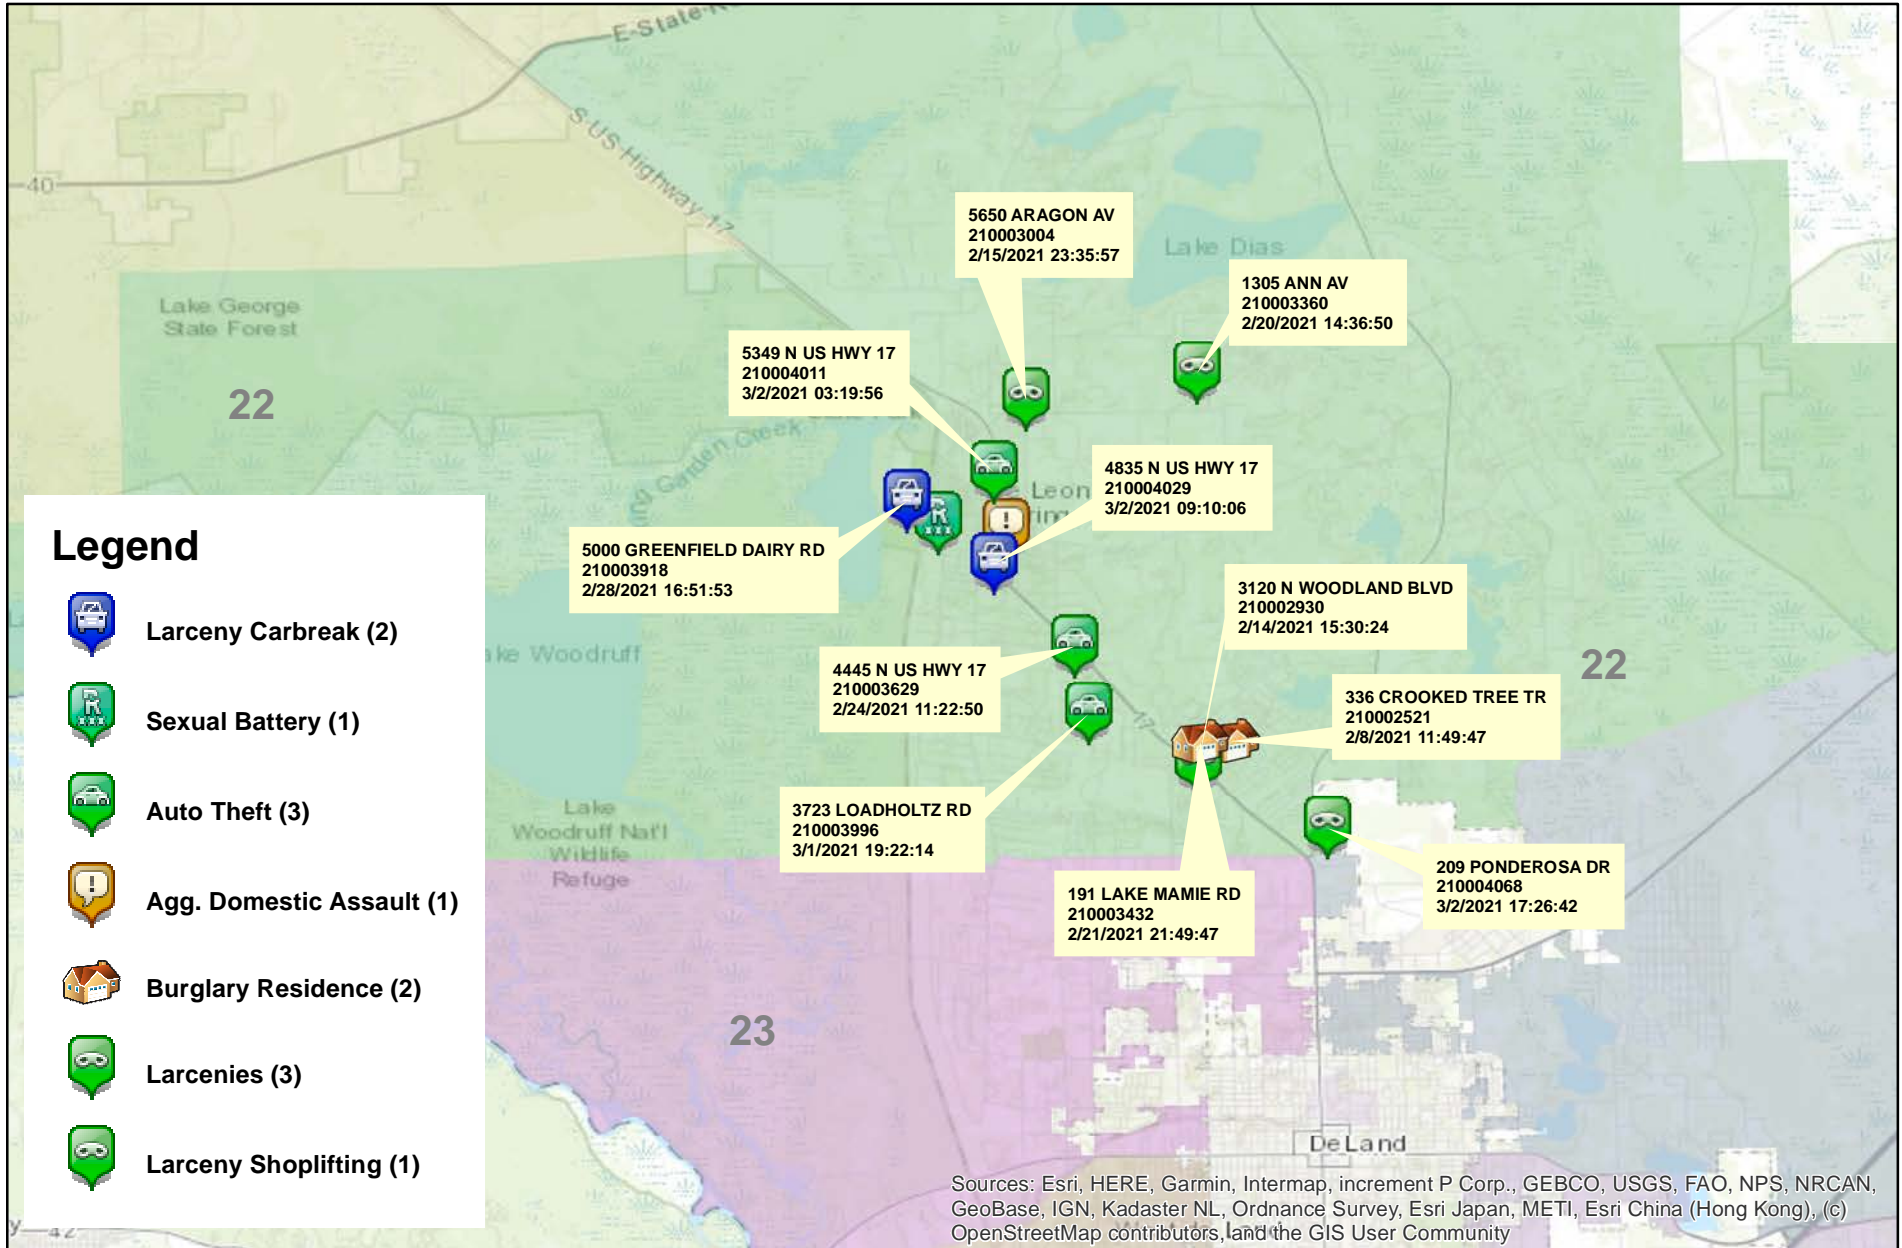 E-State-R
S US Highway 17
40
5650 ARAGON AV
210003004
2/15/2021 23:35:57
Lake Dias
1305 ANN AV
210003360
2/20/2021 14:36:50
Lake George
State Forest
5349 N US HWY 17
210004011
3/2/2021 03:19:56
22
4835 N US HWY 17
210004029
3/2/2021 09:10:06
Leon
ring
Garden Creek
5000 GREENFIELD DAIRY RD
210003918
2/28/2021 16:51:53
3120 N WOODLAND BLVD
210002930
2/14/2021 15:30:24
ke Woodruff
4445 N US HWY 17
210003629
2/24/2021 11:22:50
22
336 CROOKED TREE TR
210002521
2/8/2021 11:49:47
17
3723 LOADHOLTZ RD
210003996
3/1/2021 19:22:14
Lake
Woodruff Nat'l
Wildlife
Refuge
191 LAKE MAMIE RD
210003432
2/21/2021 21:49:47
209 PONDEROSA DR
210004068
3/2/2021 17:26:42
23
DeLand
Legend
Larceny Carbreak (2)
Sexual Battery (1)
Auto Theft (3)
Agg. Domestic Assault (1)
Burglary Residence (2)
Larcenies (3)
Larceny Shoplifting (1)
y 42
Sources: Esri, HERE, Garmin, Intermap, increment P Corp., GEBCO, USGS, FAO, NPS, NRCAN,
GeoBase, IGN, Kadaster NL, Ordnance Survey, Esri Japan, METI, Esri China (Hong Kong), (c)
OpenStreetMap contributors, and the GIS User Community